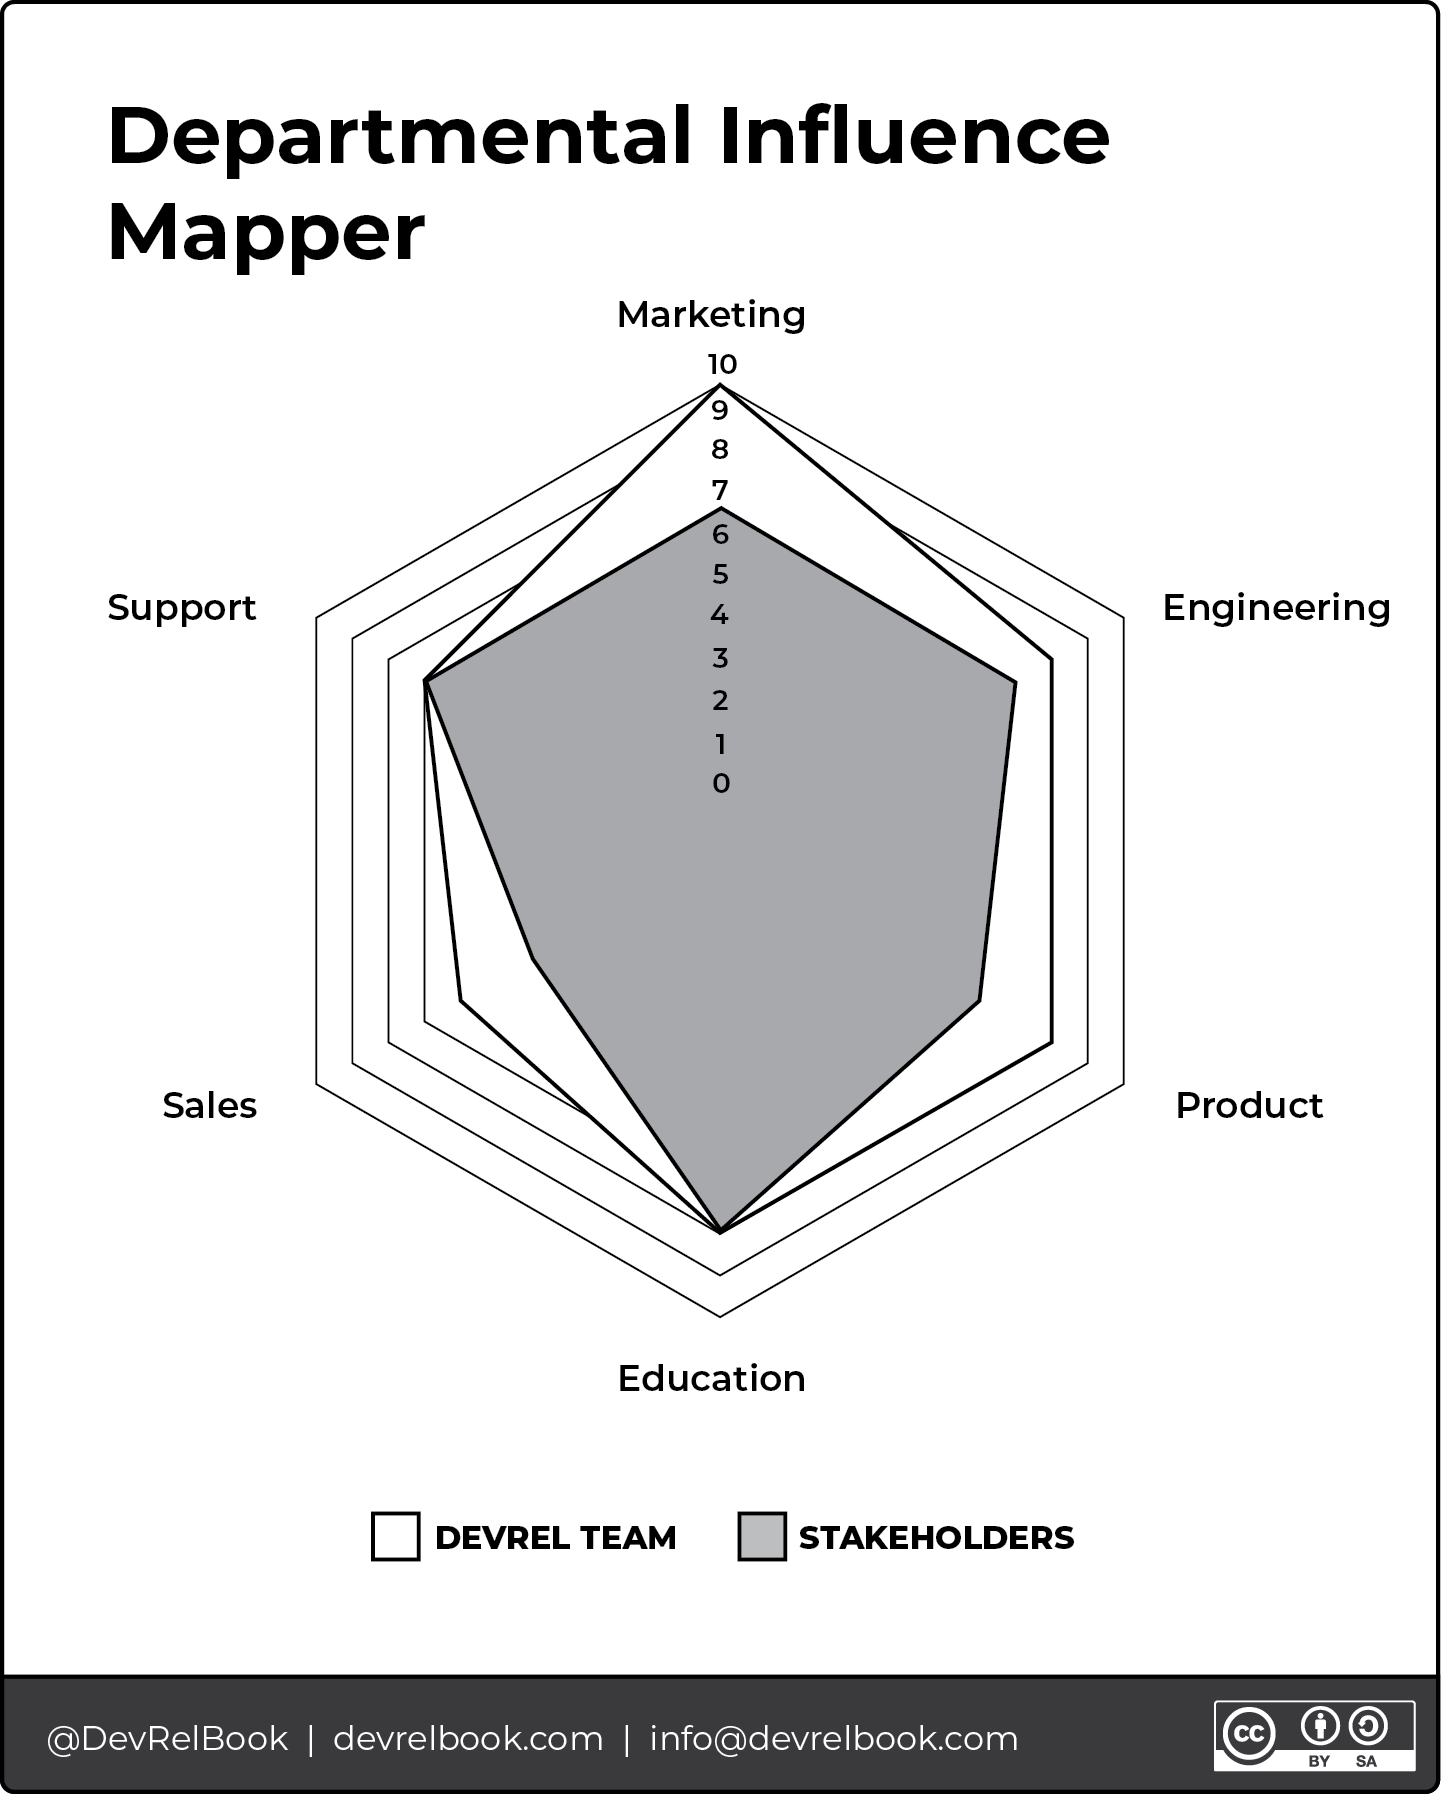 Departmental Influence
Mapper
Marketing
10
9
8
7
6
5
4
3
2
1
0
Support
Engineering
Sales
Product
Education
DEVREL TEAM STAKEHOLDERS
@DevRelBook | devrelbook.com | info@devrelbook.com
cc
BY SA